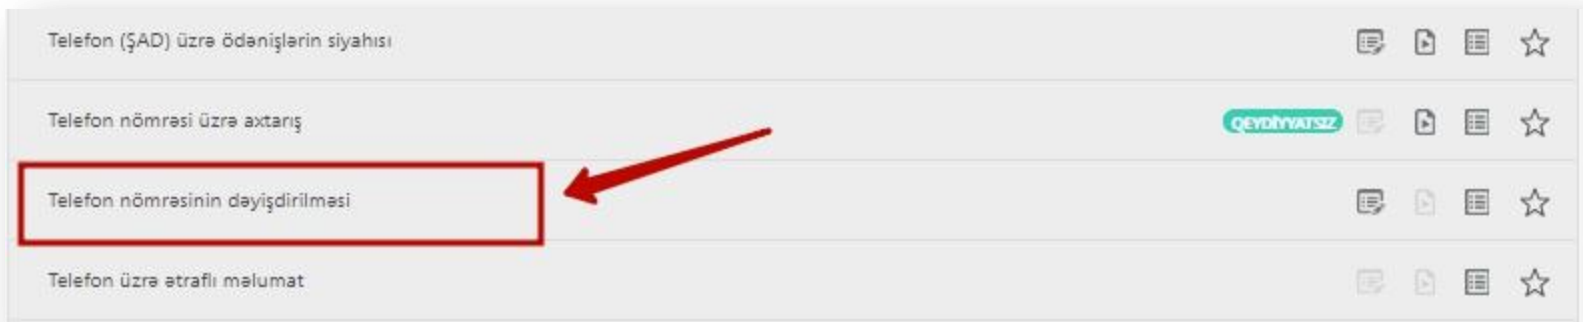 Telefon (ŞAD) üzrə ödənişlərin siyahısı
Telefon nömrəsi üzrə axtarış QEYDİYYATSIZ
Telefon nömrəsinin dəyişdirilməsi
Telefon üzrə ətraflı məlumat